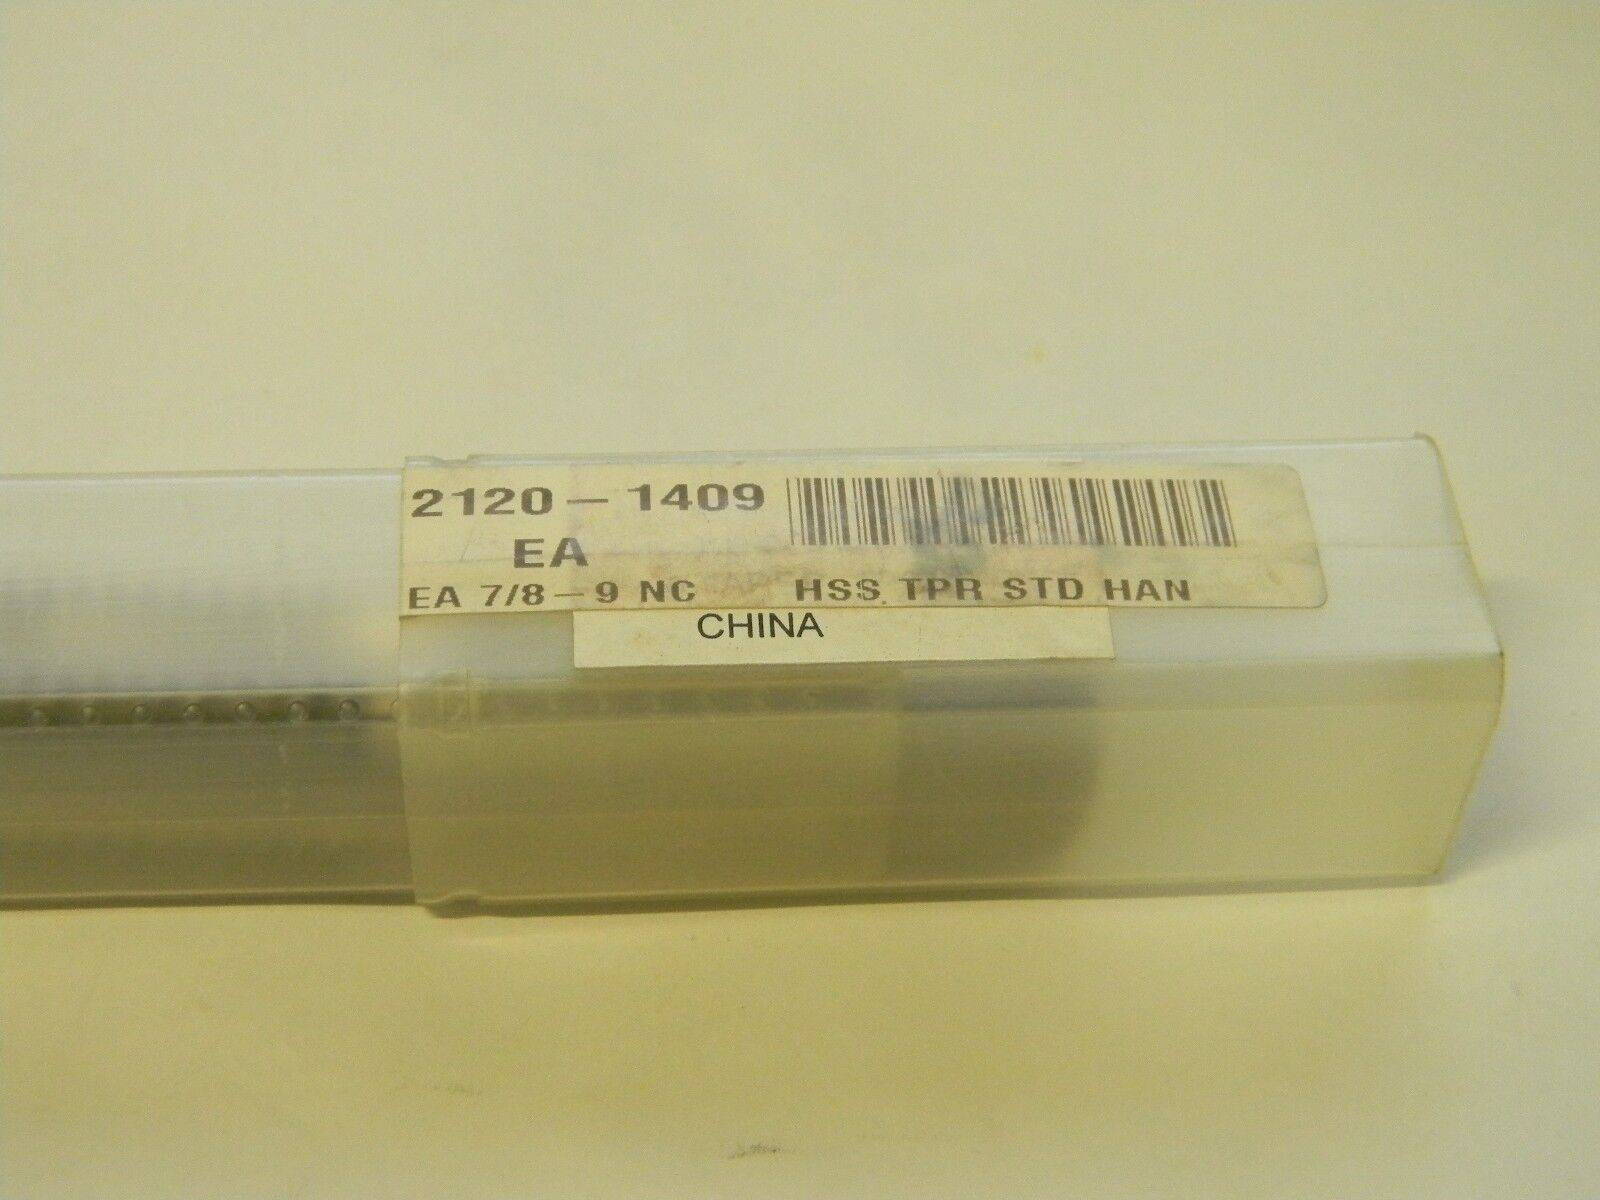 2120-1409
EA
EA 7/8-9 NC HSS TPR STD HAN
CHINA